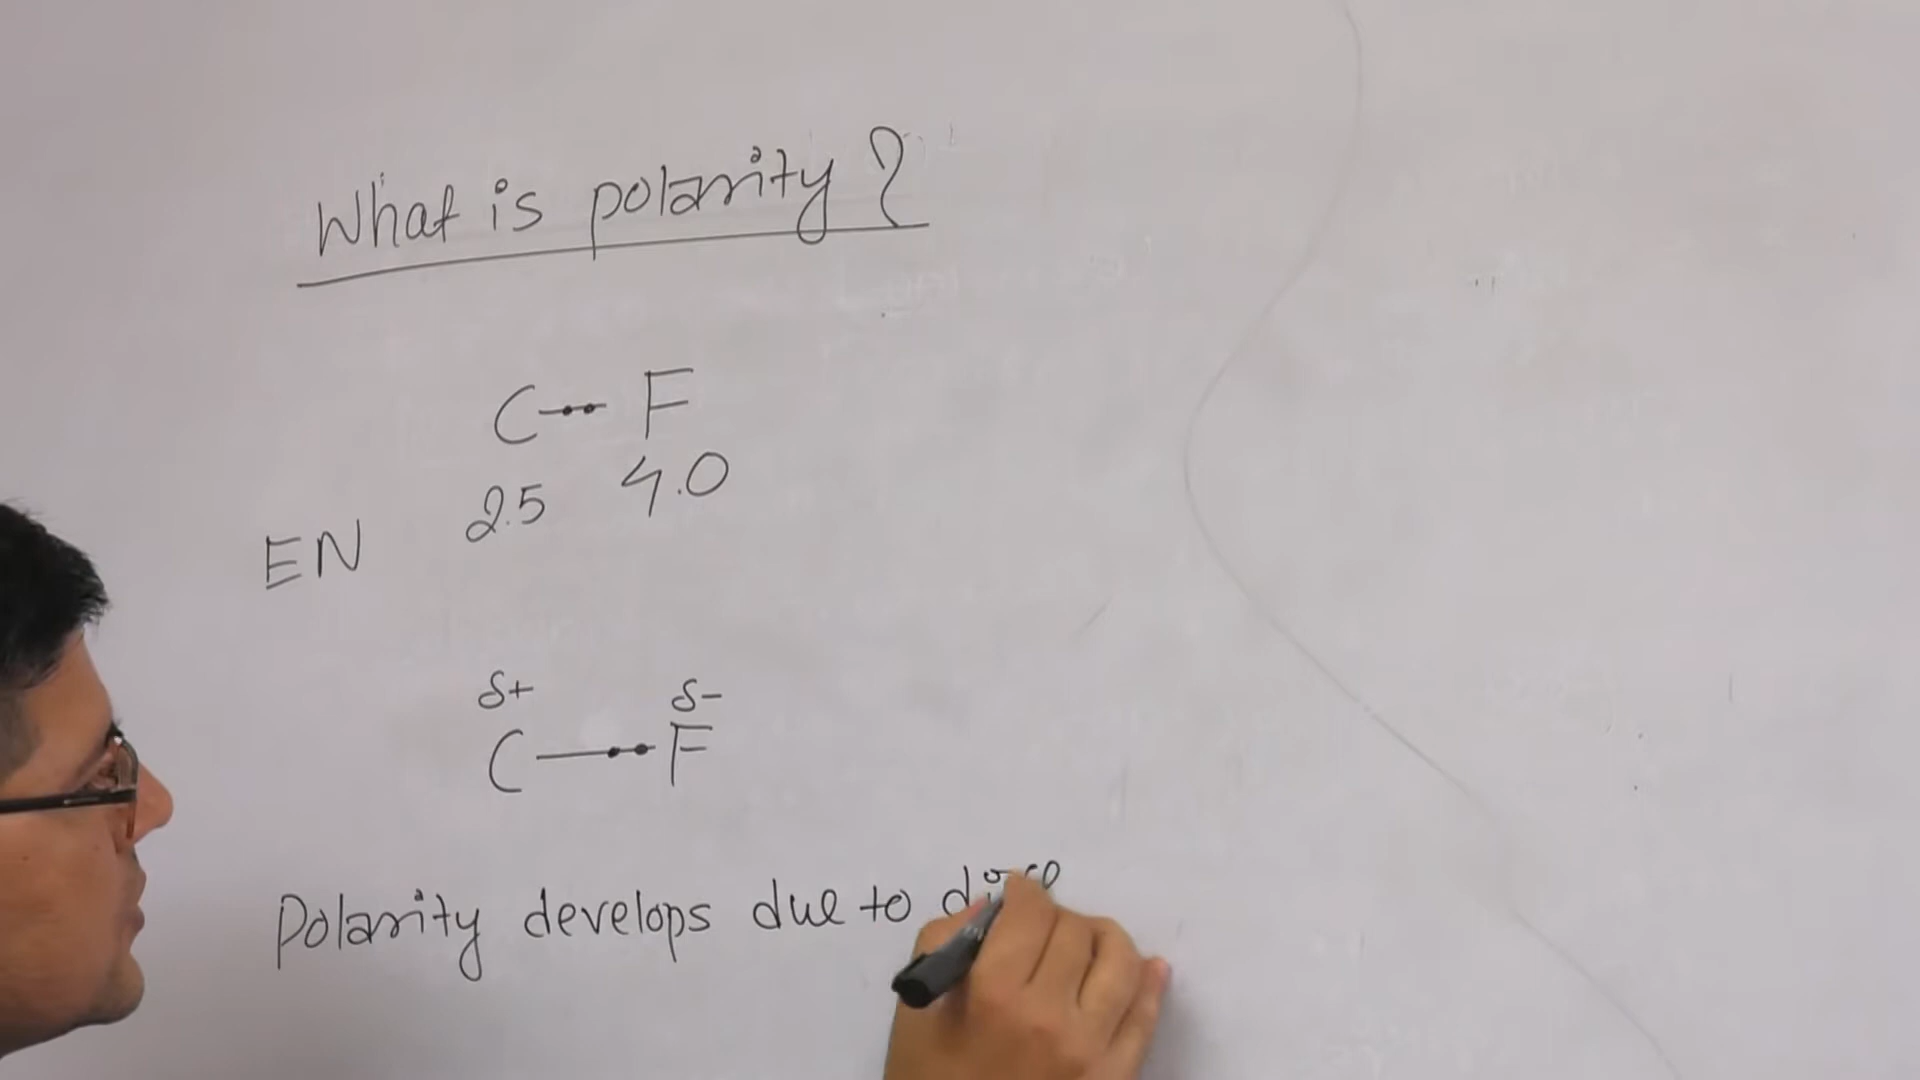 What is polarity?
C F
2.5 4.0
EN
δ+ δ-
C F
Polarity develops due to